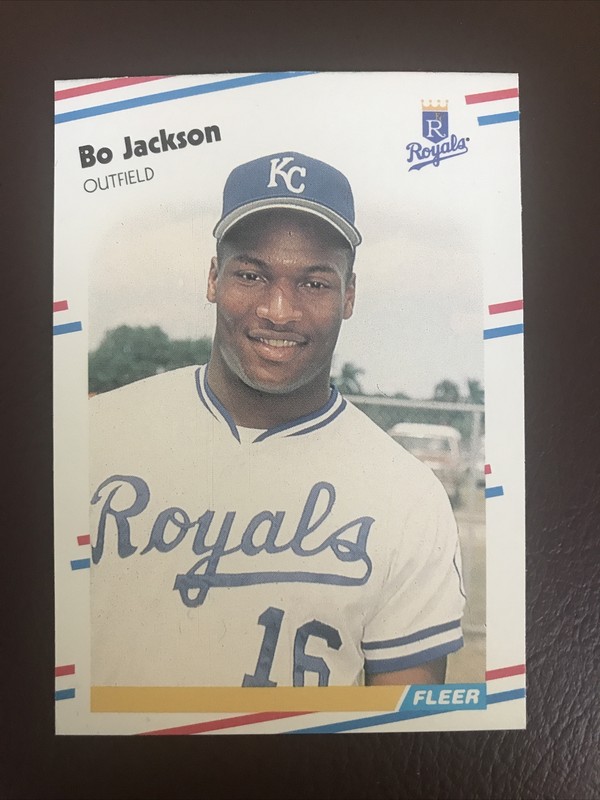 Bo Jackson
OUTFIELD
R
Royals
KC
Royals
16
FLEER